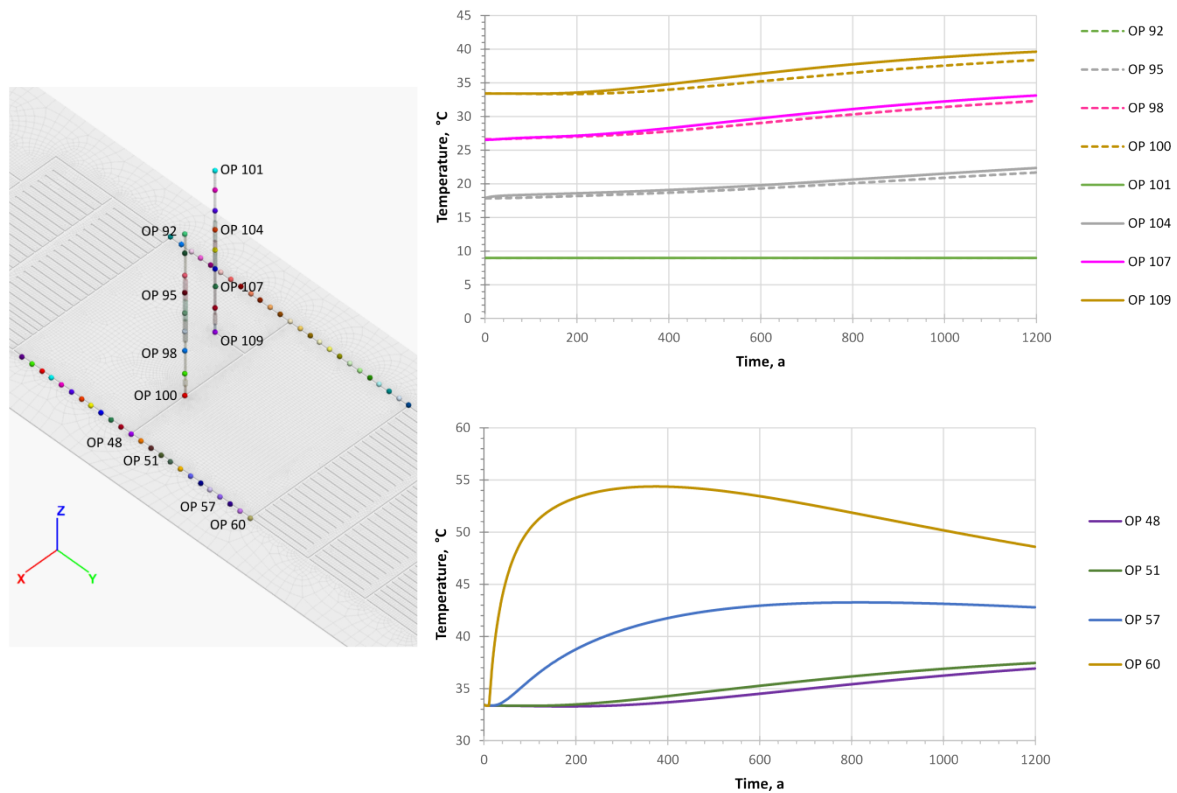 OP 101
OP 92
OP 104
OP 95
OP 107
OP 109
OP 98
OP 100
OP 48
OP 51
OP 57
OP 60
Z
X
Y
Temperature, °C
45
40
35
30
25
20
15
10
5
0
0 200 400 600 800 1000 1200
Time, a
OP 92
OP 95
OP 98
OP 100
OP 101
OP 104
OP 107
OP 109
Temperature, °C
60
55
50
45
40
35
30
0 200 400 600 800 1000 1200
Time, a
OP 48
OP 51
OP 57
OP 60